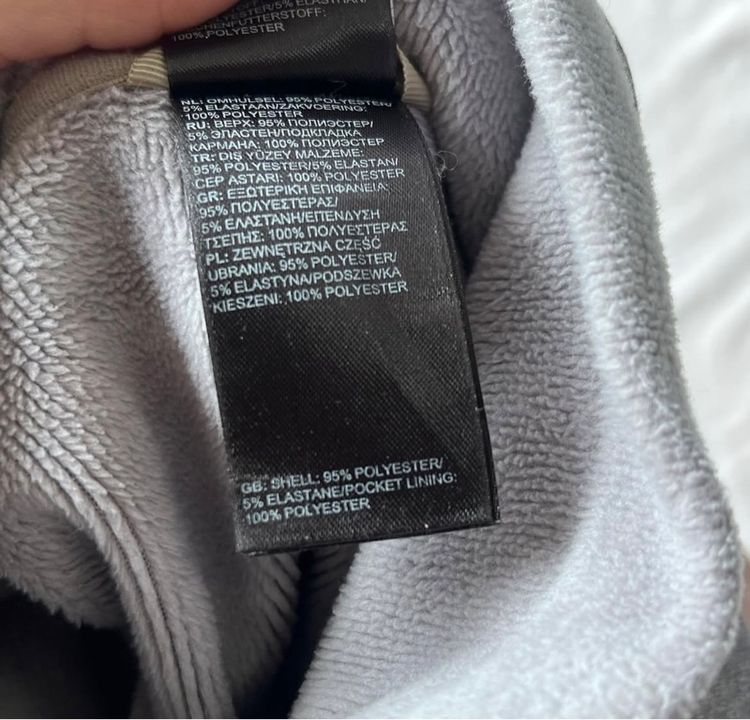 POLYESTER/5% ELASTHAN/
100% POLYESTER
NL: OMHULSEL: 95% POLYESTER/
5% ELASTAAN/ZAKVOERING:
100% POLYESTER
RU: ВЕРХ: 95% ПОЛИЭСТЕР/
5% ЭЛАСТЕН/ПОДКЛАДКА
КАРМАНА: 100% ПОЛИЭСТЕР
TR: DIŞ YÜZEY MALZEME:
95% POLYESTER/5% ELASTAN/
CEP ASTARI: 100% POLYESTER
GR: ΕΞΩΤΕΡΙΚΗ ΕΠΙΦΑΝΕΙΑ:
95% ΠΟΛΥΕΣΤΕΡΑΣ/
5% ΕΛΑΣΤΑΝΗ/ΕΠΕΝΔΥΣΗ
ΤΣΕΠΗΣ: 100% ΠΟΛΥΕΣΤΕΡΑΣ
PL: ZEWNĘTRZNA CZĘŚĆ
UBRANIA: 95% POLYESTER/
5% ELASTYNA/PODSZEWKA
KIESZENI: 100% POLYESTER
GB: SHELL: 95% POLYESTER/
5% ELASTANE/POCKET LINING:
100% POLYESTER